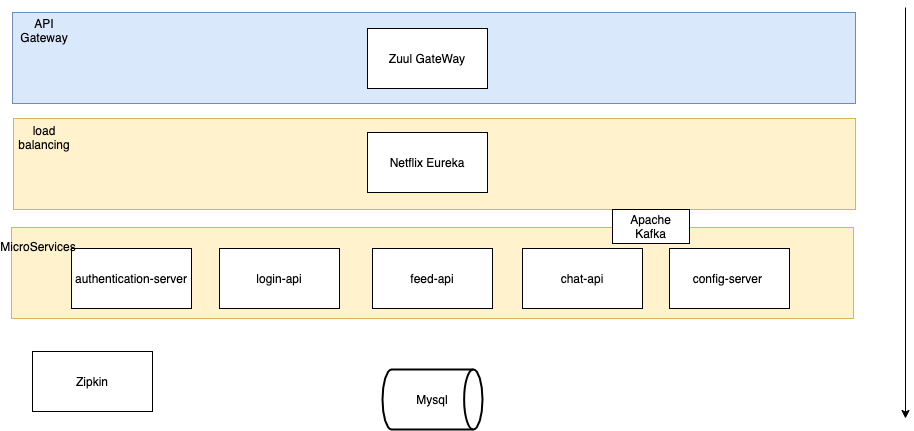 API
Gateway
Zuul GateWay
load
balancing
Netflix Eureka
Apache
Kafka
MicroServices
authentication-server
login-api
feed-api
chat-api
config-server
Zipkin
Mysql